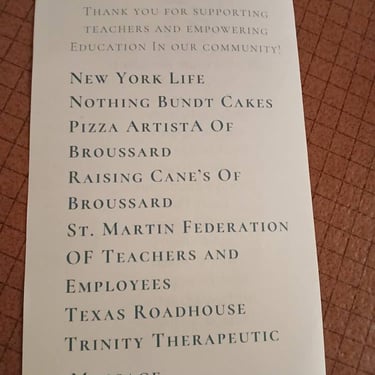 Thank you for supporting
teachers and empowering
Education In our community!
New York Life
Nothing Bundt Cakes
Pizza ArtistA Of
Broussard
Raising Cane's Of
Broussard
St. Martin Federation
OF Teachers and
Employees
Texas Roadhouse
Trinity Therapeutic
Massage